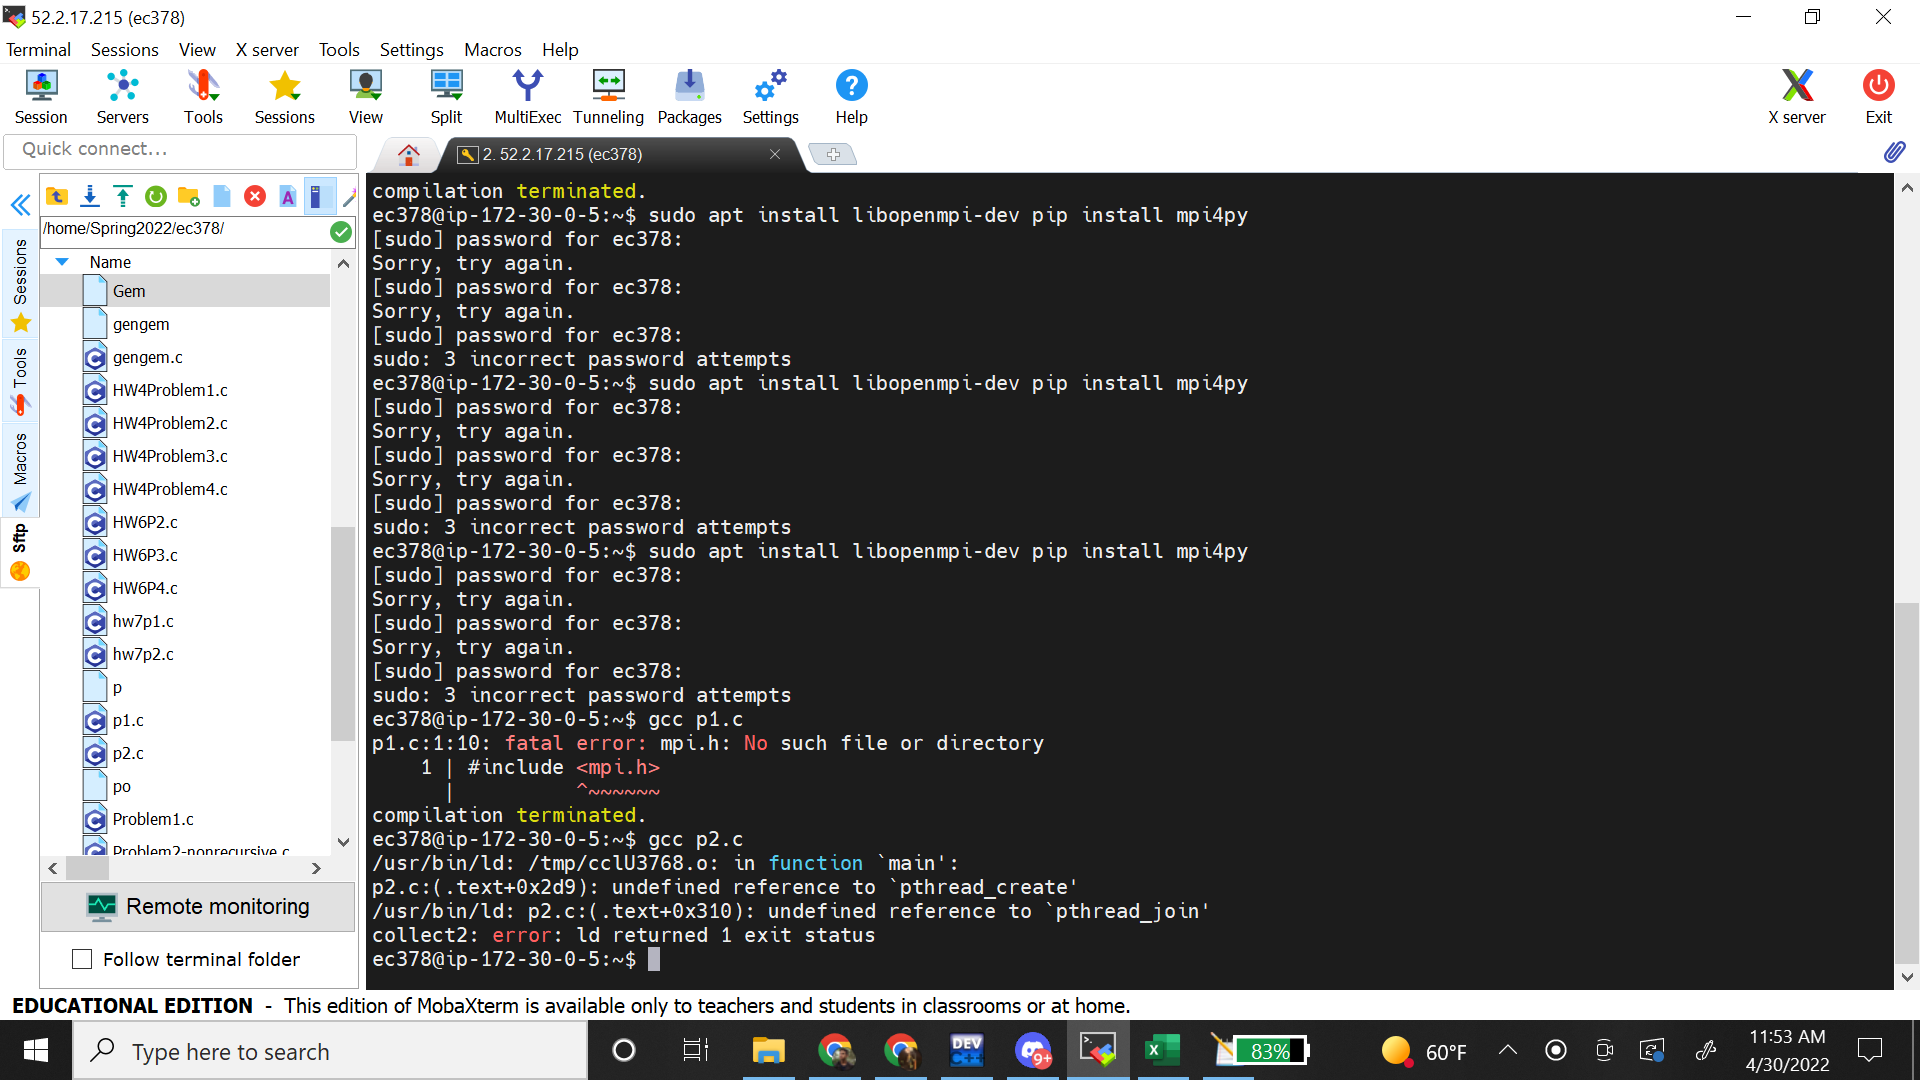 52.2.17.215 (ec378)
Terminal Sessions View X server Tools Settings Macros Help
Session Servers Tools Sessions View Split MultiExec Tunneling Packages Settings Help X server Exit
Quick connect...
2. 52.2.17.215 (ec378)
/home/Spring2022/ec378/
Name
Gem
gengem
gengem.c
HW4Problem1.c
HW4Problem2.c
HW4Problem3.c
HW4Problem4.c
HW6P2.c
HW6P3.c
HW6P4.c
hw7p1.c
hw7p2.c
p
p1.c
p2.c
po
Problem1.c
Problem2-nonrecursive.c
Sessions
Tools
Macros
Sftp
Remote monitoring
Follow terminal folder
compilation terminated.
ec378@ip-172-30-0-5:~$ sudo apt install libopenmpi-dev pip install mpi4py
[sudo] password for ec378:
Sorry, try again.
[sudo] password for ec378:
Sorry, try again.
[sudo] password for ec378:
sudo: 3 incorrect password attempts
ec378@ip-172-30-0-5:~$ sudo apt install libopenmpi-dev pip install mpi4py
[sudo] password for ec378:
Sorry, try again.
[sudo] password for ec378:
Sorry, try again.
[sudo] password for ec378:
sudo: 3 incorrect password attempts
ec378@ip-172-30-0-5:~$ sudo apt install libopenmpi-dev pip install mpi4py
[sudo] password for ec378:
Sorry, try again.
[sudo] password for ec378:
Sorry, try again.
[sudo] password for ec378:
sudo: 3 incorrect password attempts
ec378@ip-172-30-0-5:~$ gcc p1.c
p1.c:1:10: fatal error: mpi.h: No such file or directory
1 | #include <mpi.h>
| ^~~~~~~
compilation terminated.
ec378@ip-172-30-0-5:~$ gcc p2.c
/usr/bin/ld: /tmp/cclU3768.o: in function `main':
p2.c:(.text+0x2d9): undefined reference to `pthread_create'
/usr/bin/ld: p2.c:(.text+0x310): undefined reference to `pthread_join'
collect2: error: ld returned 1 exit status
ec378@ip-172-30-0-5:~$
EDUCATIONAL EDITION - This edition of MobaXterm is available only to teachers and students in classrooms or at home.
Type here to search
DEV C++
9+
83%
60°F
11:53 AM
4/30/2022